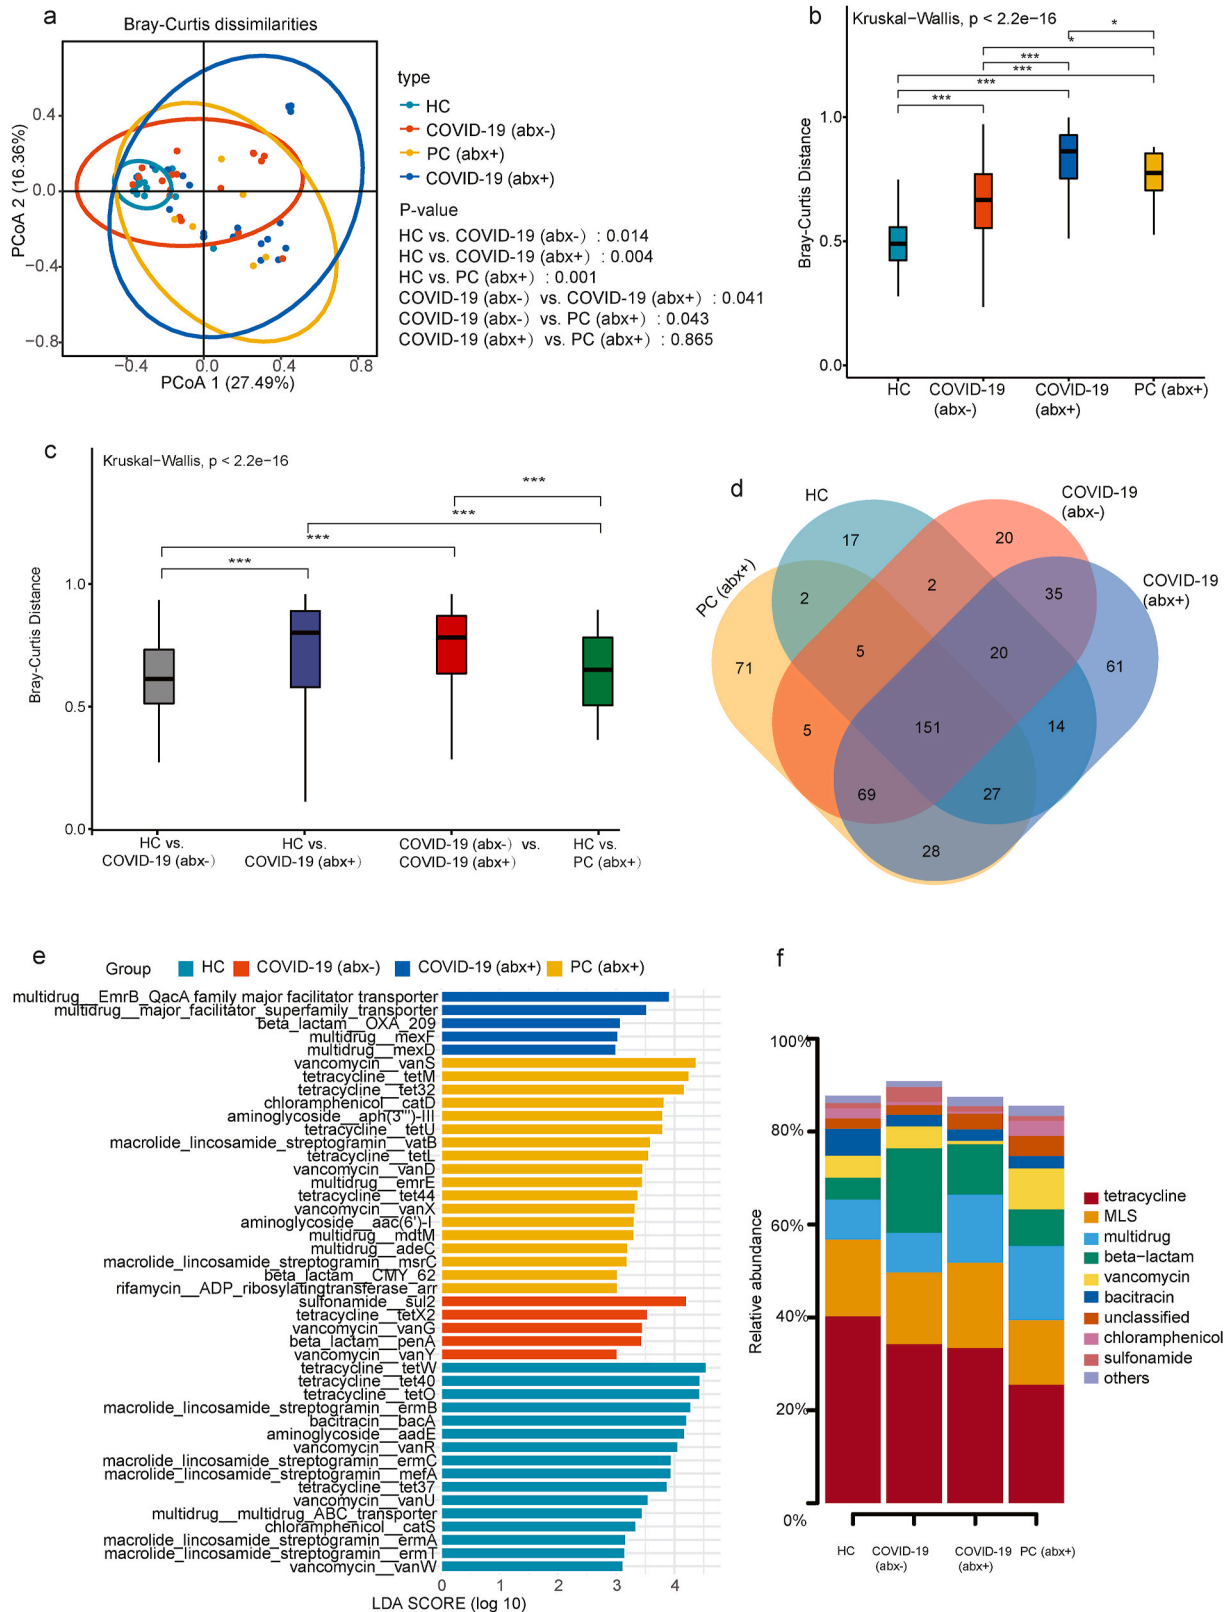 a
Bray-Curtis dissimilarities
0.4
0.0
−0.4
−0.8
PCoA 2 (16.36%)
−0.4
0.0
0.4
0.8
PCoA 1 (27.49%)
type
HC
COVID-19 (abx-)
PC (abx+)
COVID-19 (abx+)
P-value
HC vs. COVID-19 (abx-) : 0.014
HC vs. COVID-19 (abx+) : 0.004
HC vs. PC (abx+) : 0.001
COVID-19 (abx-) vs. COVID-19 (abx+) : 0.041
COVID-19 (abx-) vs. PC (abx+) : 0.043
COVID-19 (abx+) vs. PC (abx+) : 0.865
b
Kruskal−Wallis, p < 2.2e−16
*
*
***
***
***
***
1.0
0.5
0.0
Bray−Curtis Distance
HC
COVID-19
(abx-)
COVID-19
(abx+)
PC (abx+)
c
Kruskal−Wallis, p < 2.2e−16
***
***
***
***
1.0
0.5
0.0
Bray−Curtis Distance
HC vs.
COVID-19 (abx-)
HC vs.
COVID-19 (abx+)
COVID-19 (abx-) vs.
COVID-19 (abx+)
HC vs.
PC (abx+)
d
HC
COVID-19
(abx-)
PC (abx+)
COVID-19
(abx+)
17
20
2
2
35
5
20
71
61
5
151
14
69
27
28
e
Group
HC
COVID-19 (abx-)
COVID-19 (abx+)
PC (abx+)
multidrug__EmrB_QacA family major facilitator transporter
multidrug__major_facilitator_superfamily_transporter
beta_lactam__OXA_209
multidrug__mexF
multidrug__mexD
vancomycin__vanS
tetracycline__tetM
tetracycline__tet32
chloramphenicol__catD
aminoglycoside__aph(3''')-III
tetracycline__tetU
macrolide_lincosamide_streptogramin__vatB
tetracycline__tetL
vancomycin__vanD
multidrug__emrE
tetracycline__tet44
vancomycin__vanX
aminoglycoside__aac(6')-I
multidrug__mdtM
multidrug__adeC
macrolide_lincosamide_streptogramin__msrC
beta_lactam__CMY_62
rifamycin__ADP_ribosylatingtransferase_arr
sulfonamide__sul2
tetracycline__tetX2
vancomycin__vanG
beta_lactam__penA
vancomycin__vanY
tetracycline__tetW
tetracycline__tet40
tetracycline__tetO
macrolide_lincosamide_streptogramin__ermB
bacitracin__bacA
aminoglycoside__aadE
vancomycin__vanR
macrolide_lincosamide_streptogramin__ermC
macrolide_lincosamide_streptogramin__mefA
tetracycline__tet37
vancomycin__vanU
multidrug__multidrug_ABC_transporter
chloramphenicol__catS
macrolide_lincosamide_streptogramin__ermA
macrolide_lincosamide_streptogramin__ermT
vancomycin__vanW
0
1
2
3
4
LDA SCORE (log 10)
f
100%
80%
60%
40%
20%
0%
Relative abundance
HC
COVID-19
(abx-)
COVID-19
(abx+)
PC (abx+)
tetracycline
MLS
multidrug
beta−lactam
vancomycin
bacitracin
unclassified
chloramphenicol
sulfonamide
others